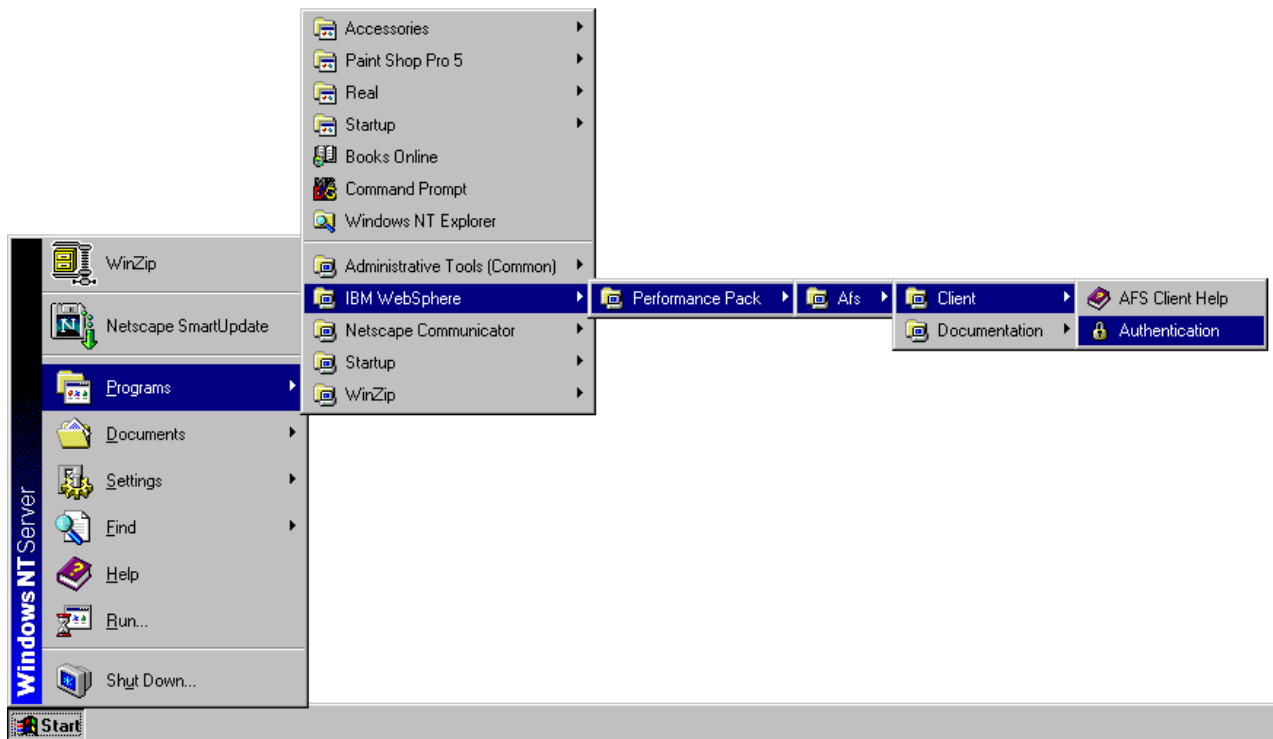 Accessories
Paint Shop Pro 5
Real
Startup
Books Online
Command Prompt
Windows NT Explorer
Administrative Tools (Common)
IBM WebSphere
Netscape Communicator
Startup
WinZip
Performance Pack
Afs
Client
Documentation
AFS Client Help
Authentication
WinZip
Netscape SmartUpdate
Programs
Documents
Settings
Find
Help
Run...
Shut Down...
Windows NT Server
Start